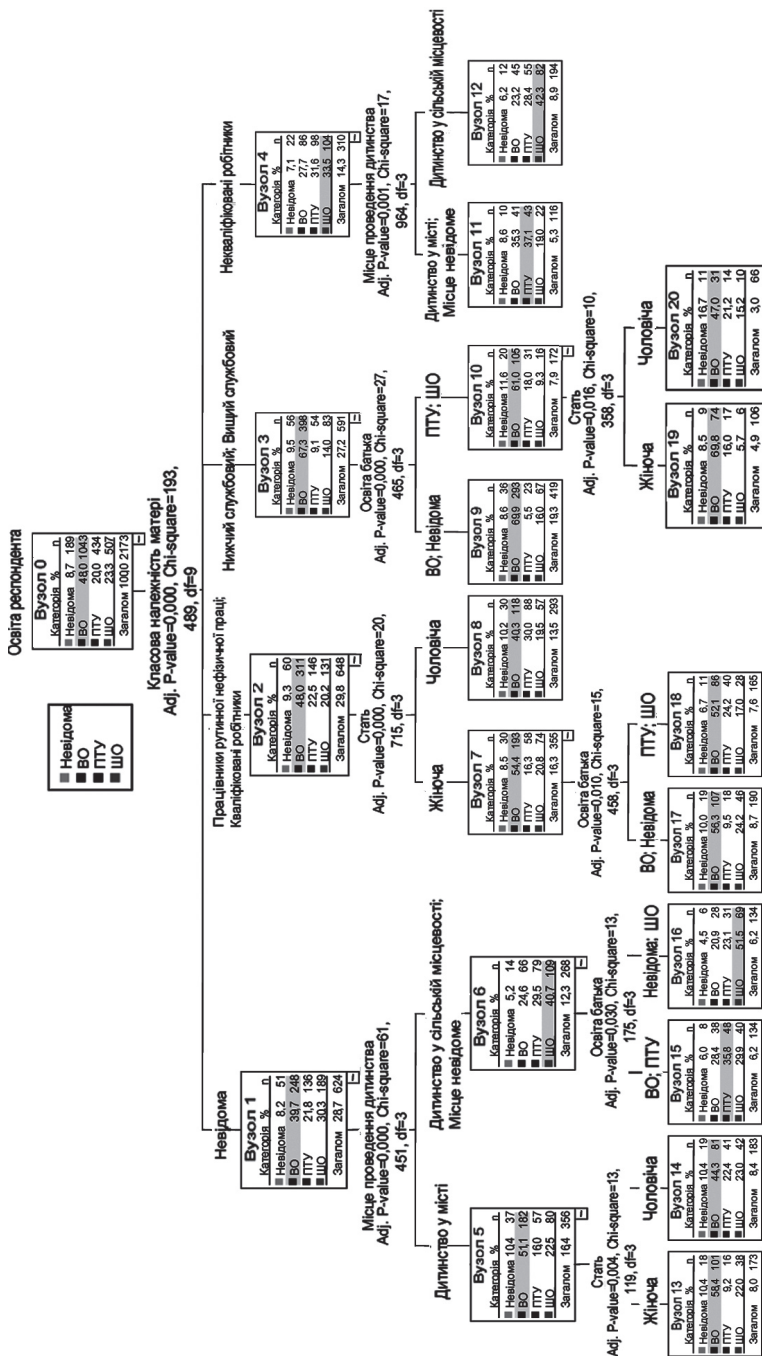 Освіта респондента
Невідома
ВО
ПТУ
ШО
Вузол 0
Категорія % n
Невідома 8,7 189
ВО 48,0 1043
ПТУ 20,0 434
ШО 23,3 507
Загалом 100,0 2173
Класова належність матері
Adj. P-value=0,000, Chi-square=193,
489, df=9
Невідома
Вузол 1
Категорія % n
Невідома 8,2 51
ВО 39,7 248
ПТУ 21,8 136
ШО 30,3 189
Загалом 28,7 624
Місце проведення дитинства
Adj. P-value=0,000, Chi-square=61,
451, df=3
Працівники рутинної нефізичної праці;
Кваліфіковані робітники
Вузол 2
Категорія % n
Невідома 9,3 60
ВО 48,0 311
ПТУ 22,5 146
ШО 20,2 131
Загалом 29,8 648
Стать
Adj. P-value=0,000, Chi-square=20,
715, df=3
Нижчий службовий; Вищий службовий
Вузол 3
Категорія % n
Невідома 9,5 56
ВО 67,3 398
ПТУ 9,1 54
ШО 14,0 83
Загалом 27,2 591
Освіта батька
Adj. P-value=0,000, Chi-square=27,
465, df=3
Некваліфіковані робітники
Вузол 4
Категорія % n
Невідома 7,1 22
ВО 27,7 86
ПТУ 31,6 98
ШО 33,5 104
Загалом 14,3 310
Місце проведення дитинства
Adj. P-value=0,001, Chi-square=17,
964, df=3
Дитинство у місті
Вузол 5
Категорія % n
Невідома 10,4 37
ВО 51,1 182
ПТУ 16,0 57
ШО 22,5 80
Загалом 16,4 356
Стать
Adj. P-value=0,004, Chi-square=13,
119, df=3
Дитинство у сільській місцевості;
Місце невідоме
Вузол 6
Категорія % n
Невідома 5,2 14
ВО 24,6 66
ПТУ 29,5 79
ШО 40,7 109
Загалом 12,3 268
Освіта батька
Adj. P-value=0,030, Chi-square=13,
175, df=3
Жіноча
Вузол 7
Категорія % n
Невідома 8,5 30
ВО 54,4 193
ПТУ 16,3 58
ШО 20,8 74
Загалом 16,3 355
Освіта батька
Adj. P-value=0,010, Chi-square=15,
458, df=3
Чоловіча
Вузол 8
Категорія % n
Невідома 10,2 30
ВО 40,3 118
ПТУ 30,0 88
ШО 19,5 57
Загалом 13,5 293
ВО; Невідома
Вузол 9
Категорія % n
Невідома 8,6 36
ВО 69,9 293
ПТУ 5,5 23
ШО 16,0 67
Загалом 19,3 419
ПТУ; ШО
Вузол 10
Категорія % n
Невідома 11,6 20
ВО 61,0 105
ПТУ 18,0 31
ШО 9,3 16
Загалом 7,9 172
Стать
Adj. P-value=0,016, Chi-square=10,
358, df=3
Дитинство у місті;
Місце невідоме
Вузол 11
Категорія % n
Невідома 8,6 10
ВО 35,3 41
ПТУ 37,1 43
ШО 19,0 22
Загалом 5,3 116
Дитинство у сільській місцевості
Вузол 12
Категорія % n
Невідома 6,2 12
ВО 23,2 45
ПТУ 28,4 55
ШО 42,3 82
Загалом 8,9 194
Жіноча
Вузол 13
Категорія % n
Невідома 10,4 18
ВО 58,4 101
ПТУ 9,2 16
ШО 22,0 38
Загалом 8,0 173
Чоловіча
Вузол 14
Категорія % n
Невідома 10,4 19
ВО 44,3 81
ПТУ 22,4 41
ШО 23,0 42
Загалом 8,4 183
ВО; ПТУ
Вузол 15
Категорія % n
Невідома 6,0 8
ВО 28,4 38
ПТУ 35,8 48
ШО 29,9 40
Загалом 6,2 134
Невідома; ШО
Вузол 16
Категорія % n
Невідома 4,5 6
ВО 20,9 28
ПТУ 23,1 31
ШО 51,5 69
Загалом 6,2 134
ВО; Невідома
Вузол 17
Категорія % n
Невідома 10,0 19
ВО 56,3 107
ПТУ 9,5 18
ШО 24,2 46
Загалом 8,7 190
ПТУ; ШО
Вузол 18
Категорія % n
Невідома 6,7 11
ВО 52,1 86
ПТУ 24,2 40
ШО 17,0 28
Загалом 7,6 165
Жіноча
Вузол 19
Категорія % n
Невідома 8,5 9
ВО 69,8 74
ПТУ 16,0 17
ШО 5,7 6
Загалом 4,9 106
Чоловіча
Вузол 20
Категорія % n
Невідома 16,7 11
ВО 47,0 31
ПТУ 21,2 14
ШО 15,2 10
Загалом 3,0 66